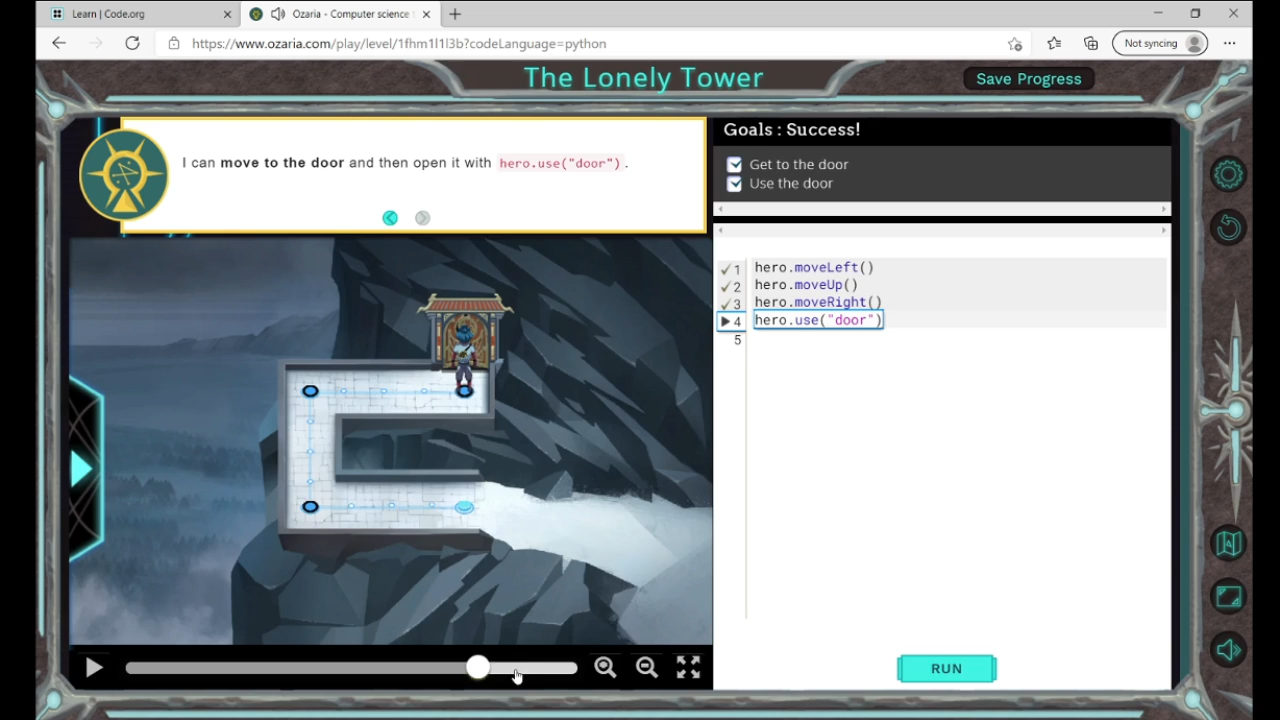 Learn | Code.org
Ozaria - Computer science
https://www.ozaria.com/play/level/1fhm1l1l3b?codeLanguage=python
Not syncing
The Lonely Tower
Save Progress
I can move to the door and then open it with hero.use("door").
Goals : Success!
Get to the door
Use the door
1 hero.moveLeft()
2 hero.moveUp()
3 hero.moveRight()
4 hero.use("door")
5
RUN